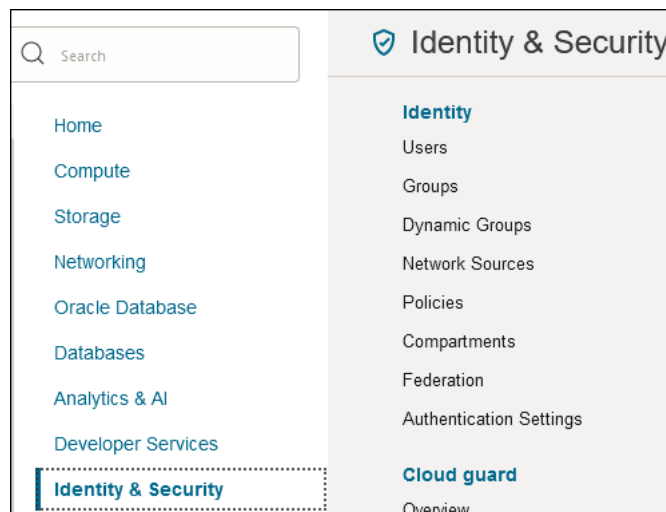 Search
Home
Compute
Storage
Networking
Oracle Database
Databases
Analytics & AI
Developer Services
Identity & Security
Identity & Security
Identity
Users
Groups
Dynamic Groups
Network Sources
Policies
Compartments
Federation
Authentication Settings
Cloud guard
Overview